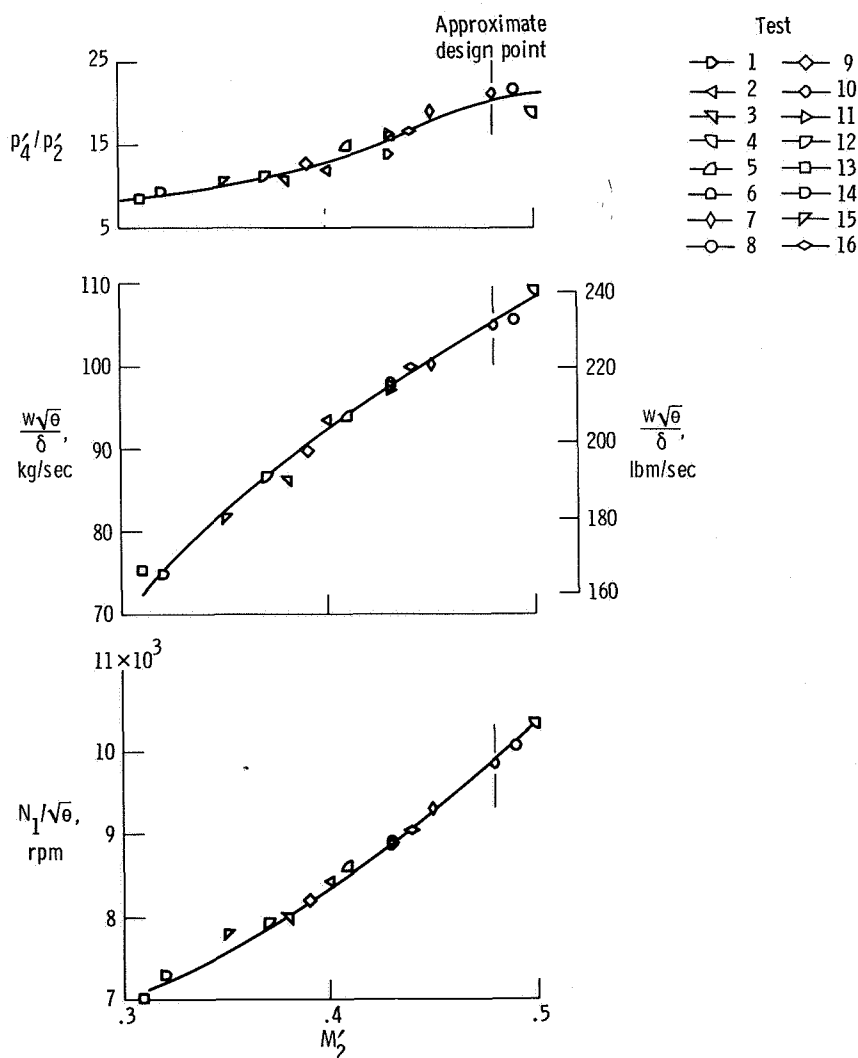 Approximate
design point
Test
25
15
5
p′4/p′2
1
2
3
4
5
6
7
8
9
10
11
12
13
14
15
16
110
100
90
80
70
w√θ
δ,
kg/sec
240
220
200
180
160
w√θ
δ,
lbm/sec
11×10³
10
9
8
7
N₁/√θ,
rpm
.3
.4
.5
M′2